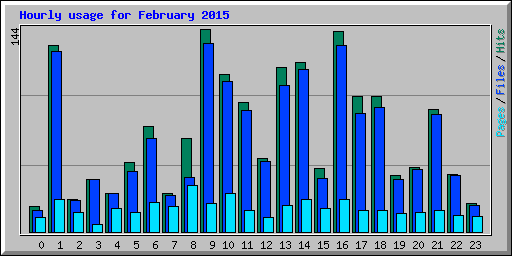 Hourly usage for February 2015
144
Pages/Files/Hits
0 1 2 3 4 5 6 7 8 9 10 11 12 13 14 15 16 17 18 19 20 21 22 23